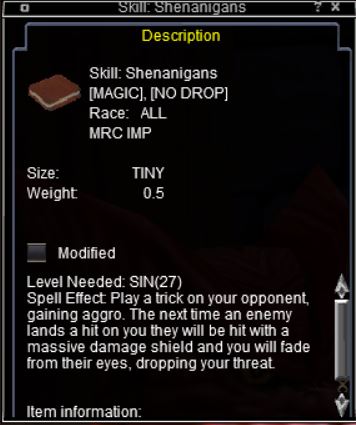 Skill: Shenanigans ? ×
Description
Skill: Shenanigans
[MAGIC], [NO DROP]
Race: ALL
MRC IMP
Size: TINY
Weight: 0.5
Modified
Level Needed: SIN(27)
Spell Effect: Play a trick on your opponent,
gaining aggro. The next time an enemy
lands a hit on you they will be hit with a
massive damage shield and you will fade
from their eyes, dropping your threat.
Item information: